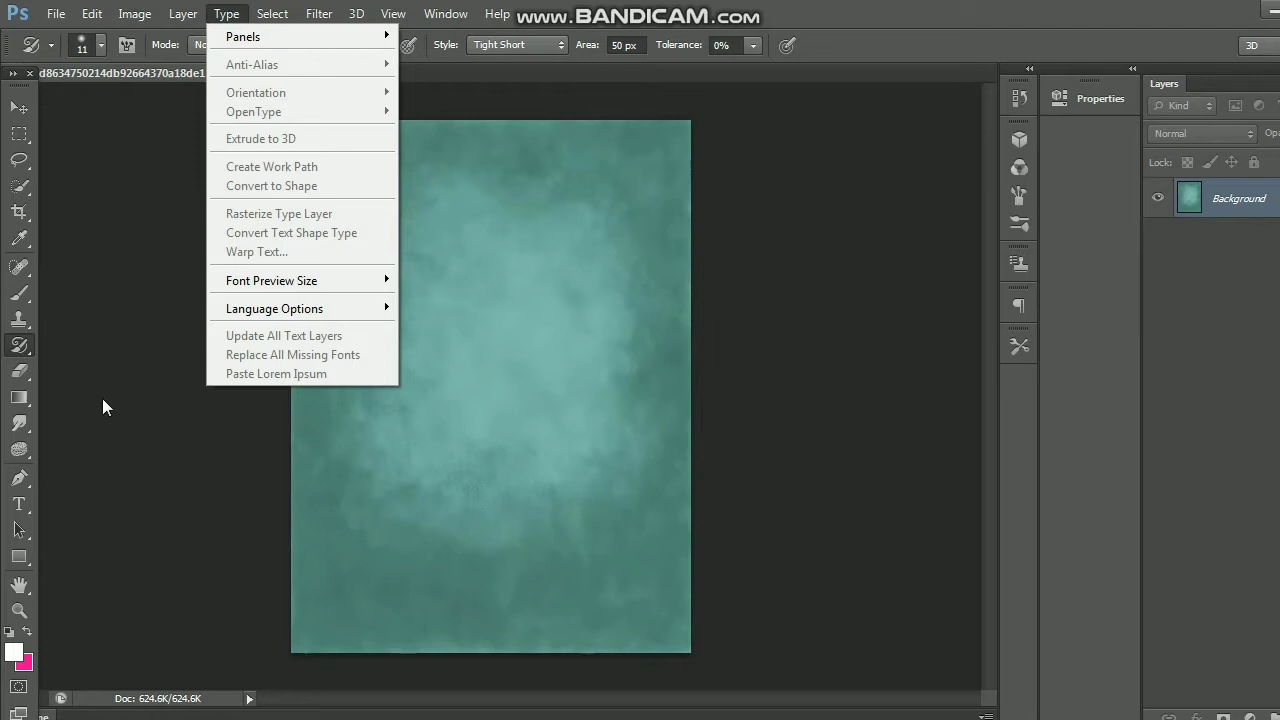 Ps File Edit Image Layer Type Select Filter 3D View Window Help
www.BANDICAM.com
11 Mode: Style: Tight Short Area: 50 px Tolerance: 0% 3D
d8634750214db92664370a18de1
Panels
Anti-Alias
Orientation
OpenType
Extrude to 3D
Create Work Path
Convert to Shape
Rasterize Type Layer
Convert Text Shape Type
Warp Text...
Font Preview Size
Language Options
Update All Text Layers
Replace All Missing Fonts
Paste Lorem Ipsum
Properties
Layers
Kind
Normal
Lock:
Background
T
Doc: 624.6K/624.6K